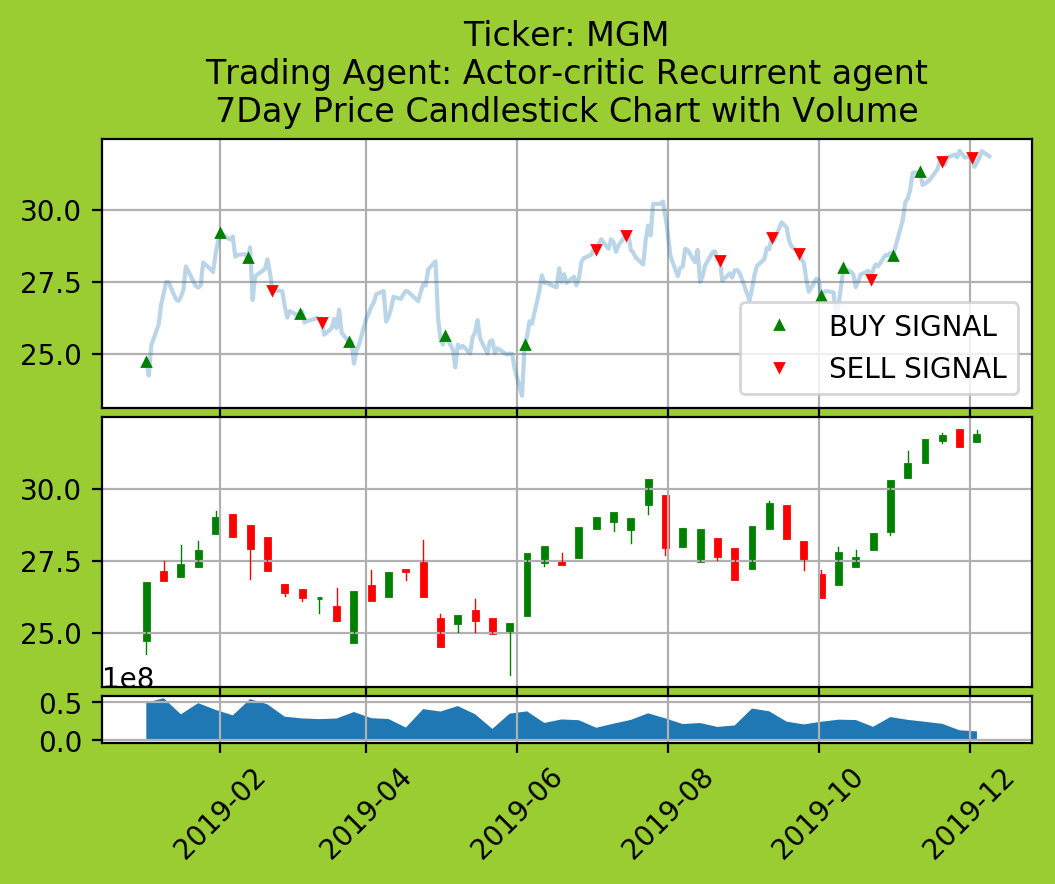 Ticker: MGM
Trading Agent: Actor-critic Recurrent agent
7Day Price Candlestick Chart with Volume
30.0
27.5
25.0
BUY SIGNAL
SELL SIGNAL
30.0
27.5
25.0
1e8
0.5
0.0
2019-02
2019-04
2019-06
2019-08
2019-10
2019-12